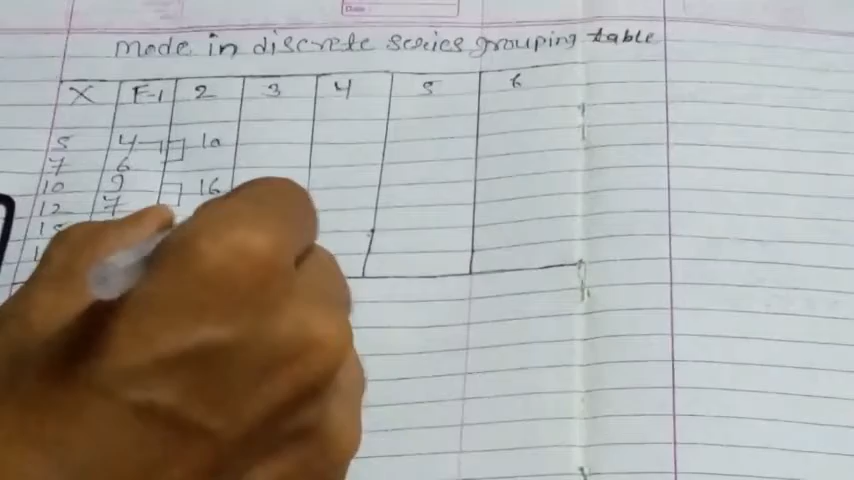 Date
mode in discrete series grouping table
X F-1 2 3 4 5 6
5 4 10
7 6
10 9 16
12 7